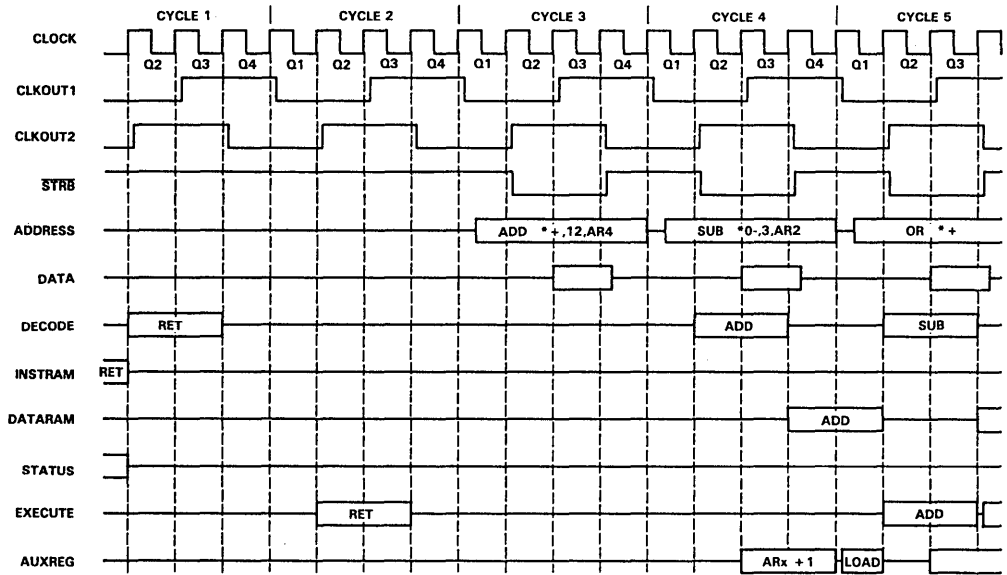 CYCLE 1 CYCLE 2 CYCLE 3 CYCLE 4 CYCLE 5
CLOCK
Q2 Q3 Q4 Q1 Q2 Q3 Q4 Q1 Q2 Q3 Q4 Q1 Q2 Q3 Q4 Q1 Q2 Q3
CLKOUT1
CLKOUT2
STRB
ADDRESS ADD *+,12,AR4 SUB *0-,3,AR2 OR *+
DATA
DECODE RET ADD SUB
INSTRAM RET
DATARAM ADD
STATUS
EXECUTE RET ADD
AUXREG ARx + 1 LOAD